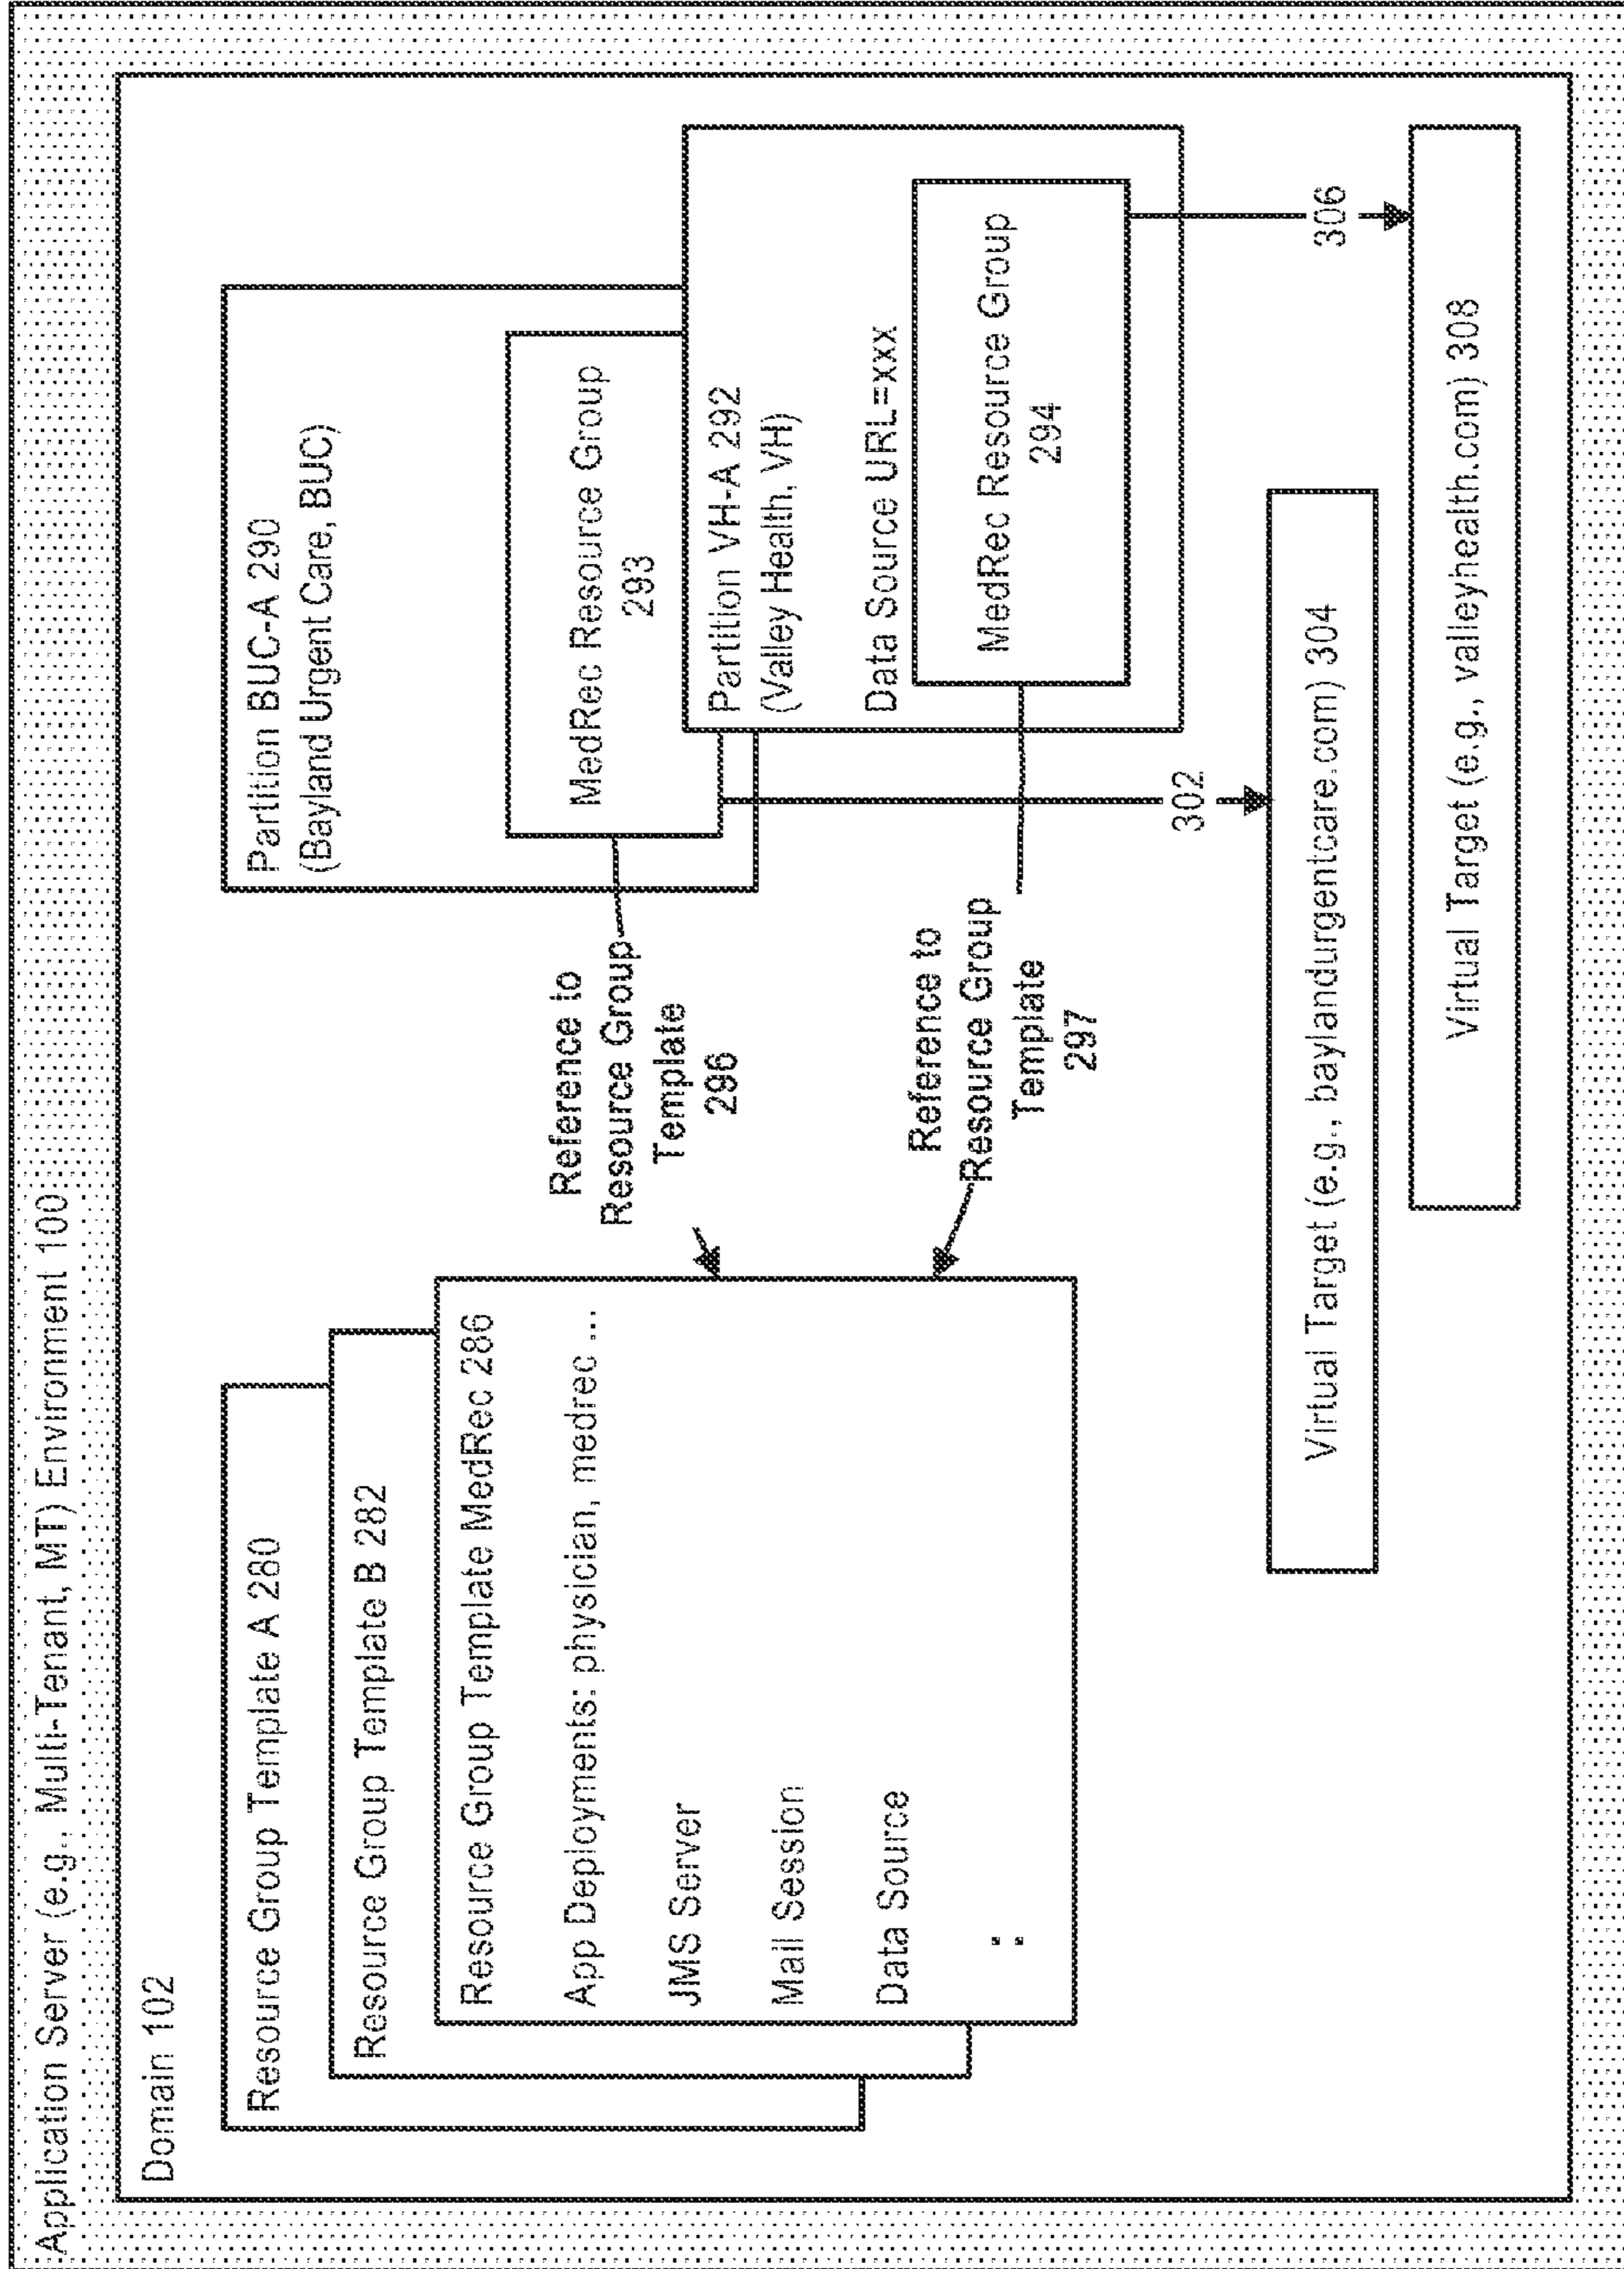 Application Server (e.g., Multi-Tenant, MT) Environment 100
Domain 102
Resource Group Template A 280
Resource Group Template B 282
Resource Group Template MedRec 286
App Deployments: physician, medrec ...
JMS Server
Mail Session
Data Source
:
Reference to
Resource Group
Template
296
Reference to
Resource Group
Template
297
Partition BUC-A 290
(Bayland Urgent Care, BUC)
MedRec Resource Group
293
Partition VH-A 292
(Valley Health, VH)
Data Source URL=xxx
MedRec Resource Group
294
302
306
Virtual Target (e.g., baylandurgentcare.com) 304
Virtual Target (e.g., valleyhealth.com) 308